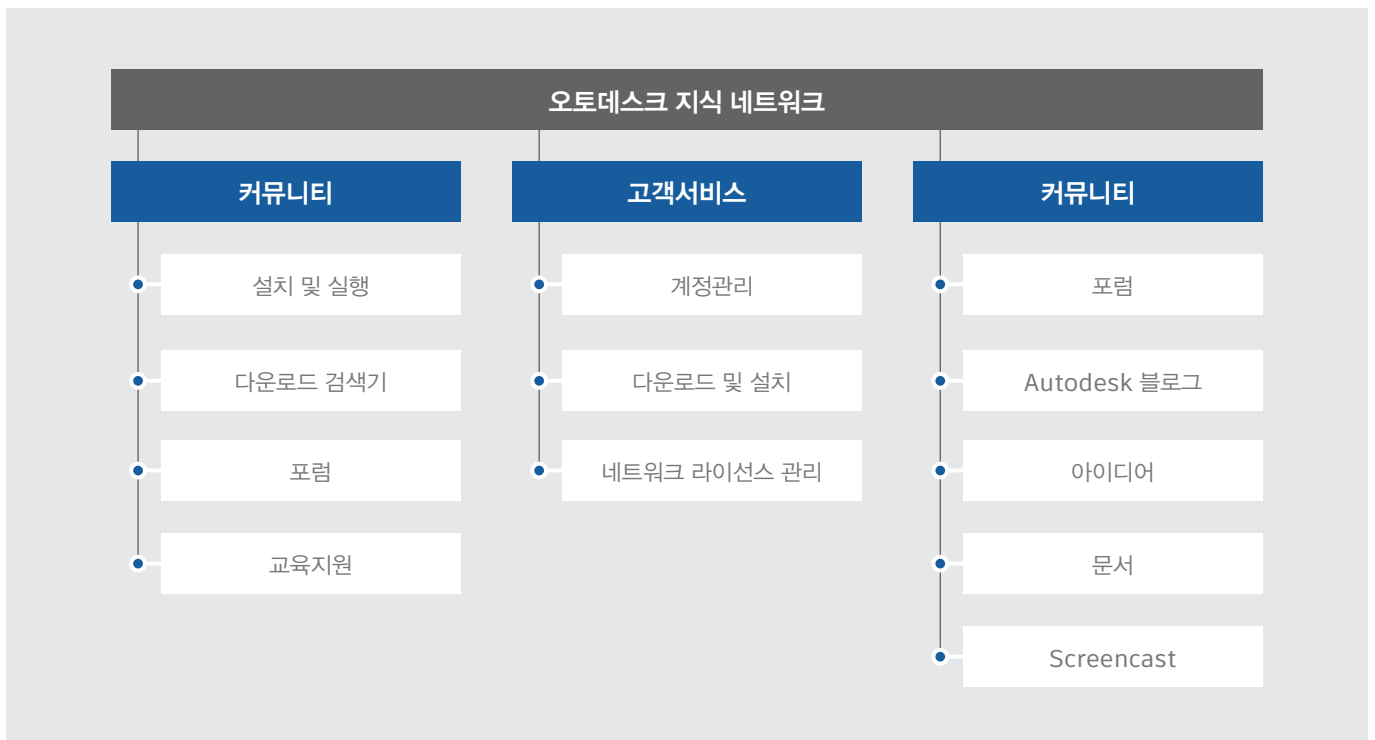 오토데스크 지식 네트워크
커뮤니티
설치 및 실행
다운로드 검색기
포럼
교육지원
고객서비스
계정관리
다운로드 및 설치
네트워크 라이선스 관리
커뮤니티
포럼
Autodesk 블로그
아이디어
문서
Screencast